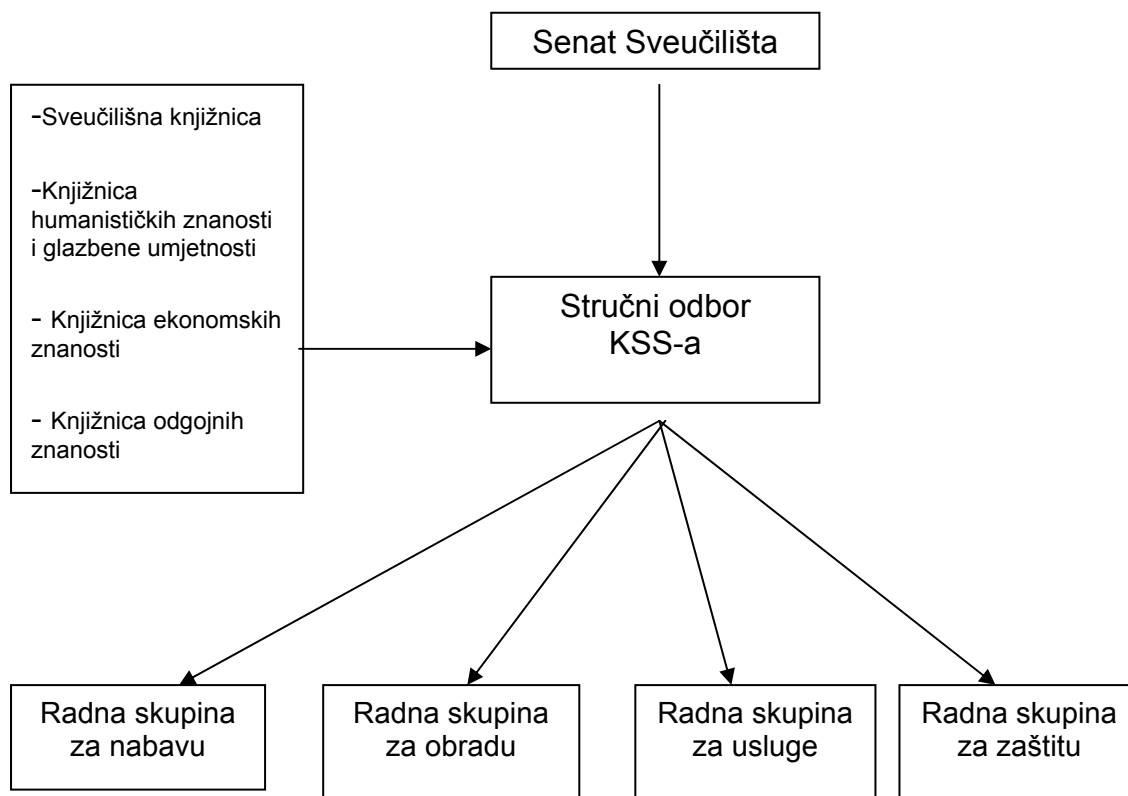 Senat Sveučilišta
-Sveučilišna knjižnica
-Knjižnica
humanističkih znanosti
i glazbene umjetnosti
- Knjižnica ekonomskih
znanosti
- Knjižnica odgojnih
znanosti
Stručni odbor
KSS-a
Radna skupina
za nabavu
Radna skupina
za obradu
Radna skupina
za usluge
Radna skupina
za zaštitu